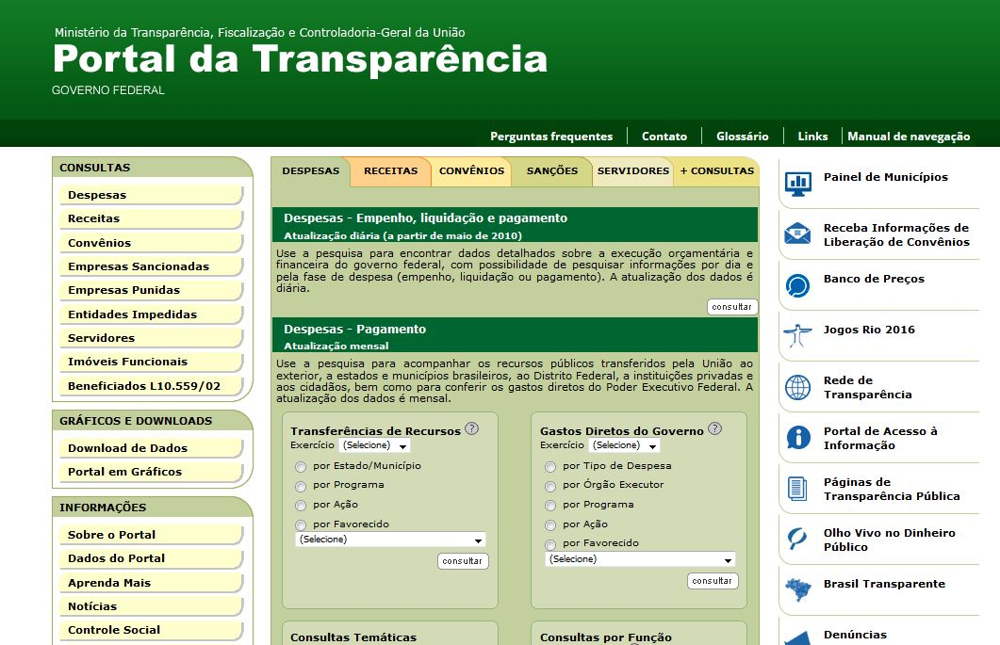 Ministério da Transparência, Fiscalização e Controladoria-Geral da União
Portal da Transparência
GOVERNO FEDERAL
Perguntas frequentes
Contato
Glossário
Links
Manual de navegação
CONSULTAS
Despesas
Receitas
Convênios
Empresas Sancionadas
Empresas Punidas
Entidades Impedidas
Servidores
Imóveis Funcionais
Beneficiados L10.559/02
GRÁFICOS E DOWNLOADS
Download de Dados
Portal em Gráficos
INFORMAÇÕES
Sobre o Portal
Dados do Portal
Aprenda Mais
Notícias
Controle Social
DESPESAS
RECEITAS
CONVÊNIOS
SANÇÕES
SERVIDORES
+ CONSULTAS
Despesas - Empenho, liquidação e pagamento
Atualização diária (a partir de maio de 2010)
Use a pesquisa para encontrar dados detalhados sobre a execução orçamentária e
financeira do governo federal, com possibilidade de pesquisar informações por dia e
pela fase de despesa (empenho, liquidação ou pagamento). A atualização dos dados é
diária.
consultar
Despesas - Pagamento
Atualização mensal
Use a pesquisa para acompanhar os recursos públicos transferidos pela União ao
exterior, a estados e municípios brasileiros, ao Distrito Federal, a instituições privadas e
aos cidadãos, bem como para conferir os gastos diretos do Poder Executivo Federal. A
atualização dos dados é mensal.
Transferências de Recursos ?
Exercício (Selecione)
por Estado/Município
por Programa
por Ação
por Favorecido
(Selecione)
consultar
Gastos Diretos do Governo ?
Exercício (Selecione)
por Tipo de Despesa
por Órgão Executor
por Programa
por Ação
por Favorecido
(Selecione)
consultar
Consultas Temáticas
Consultas por Função
Painel de Municípios
Receba Informações de
Liberação de Convênios
Banco de Preços
Jogos Rio 2016
Rede de
Transparência
Portal de Acesso à
Informação
Páginas de
Transparência Pública
Olho Vivo no Dinheiro
Público
Brasil Transparente
Denúncias